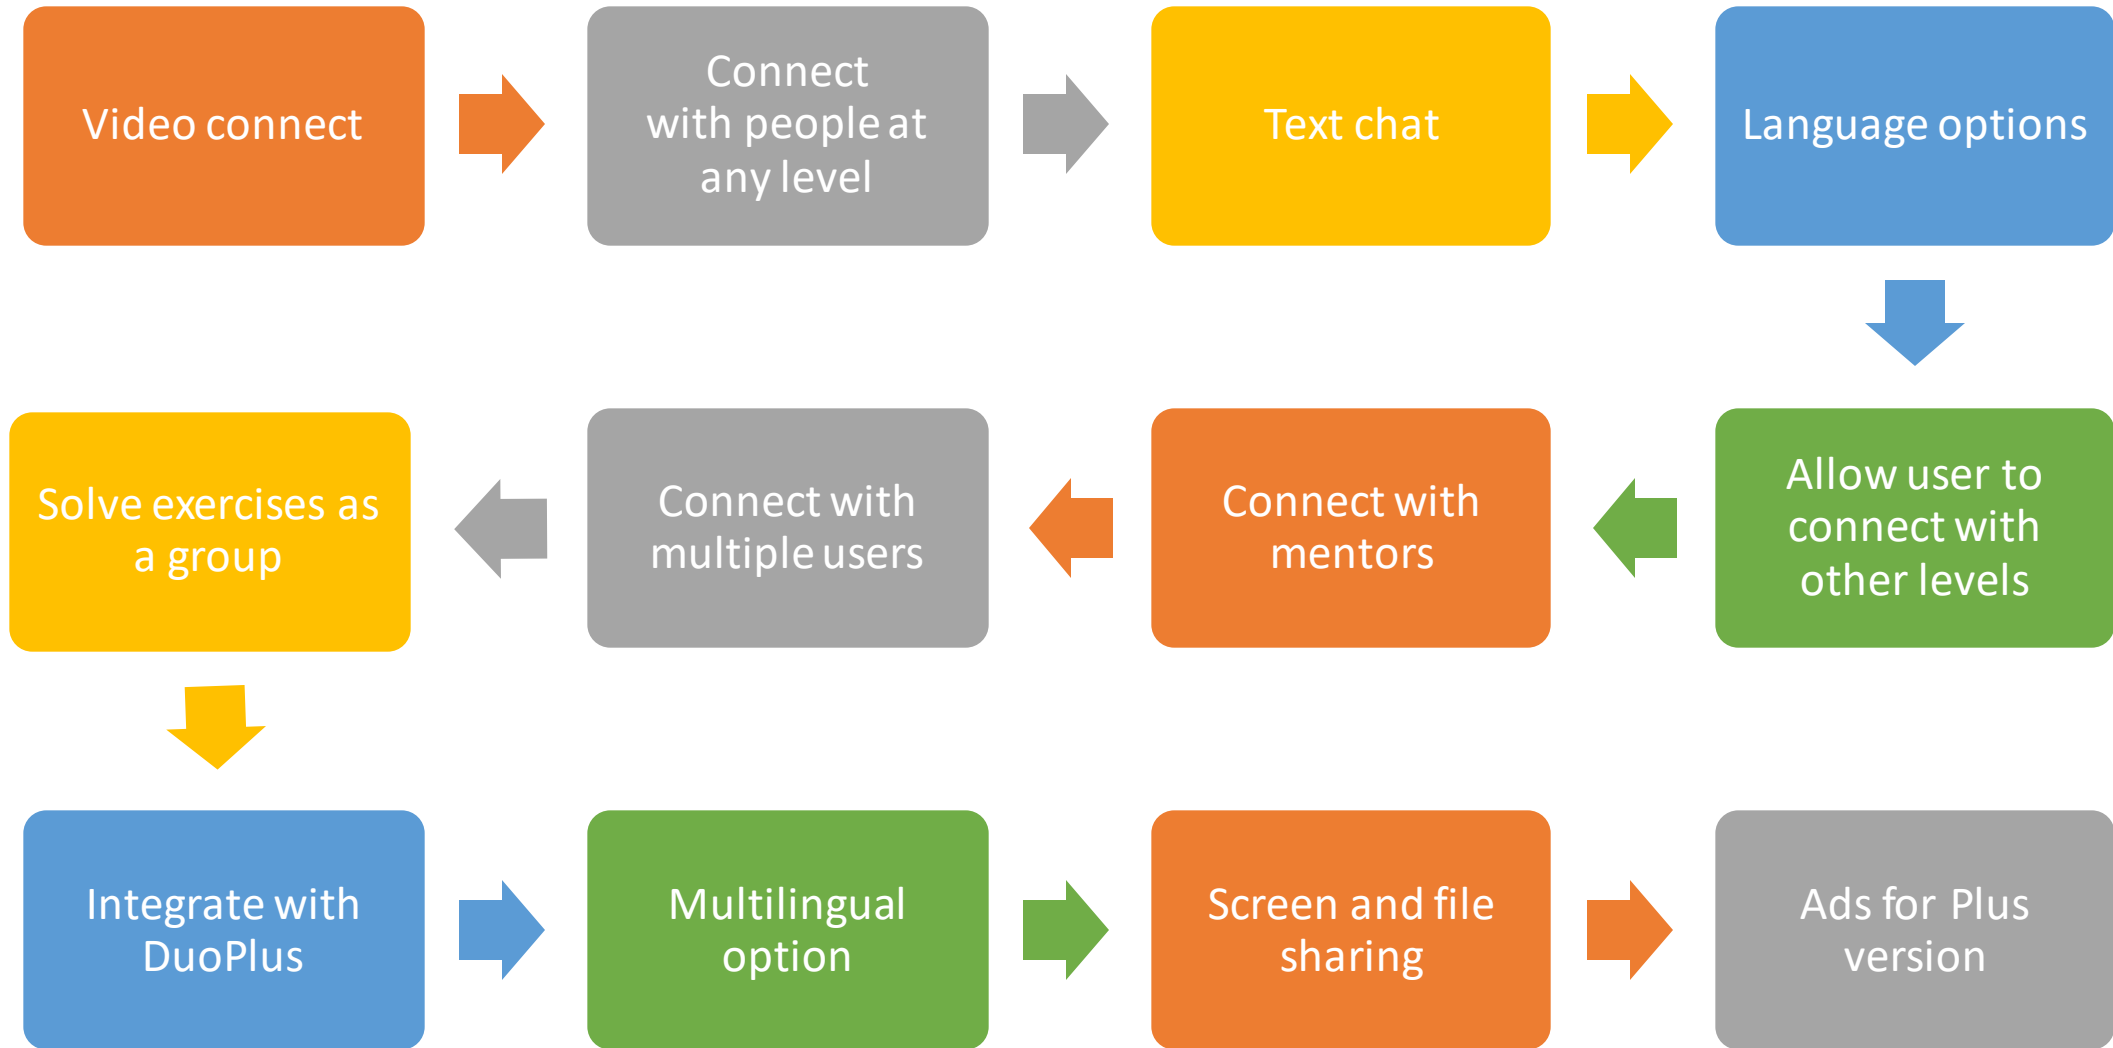 Video connect
Connect
with people at
any level
Text chat
Language options
Allow user to
connect with
other levels
Connect with
mentors
Connect with
multiple users
Solve exercises as
a group
Integrate with
DuoPlus
Multilingual
option
Screen and file
sharing
Ads for Plus
version